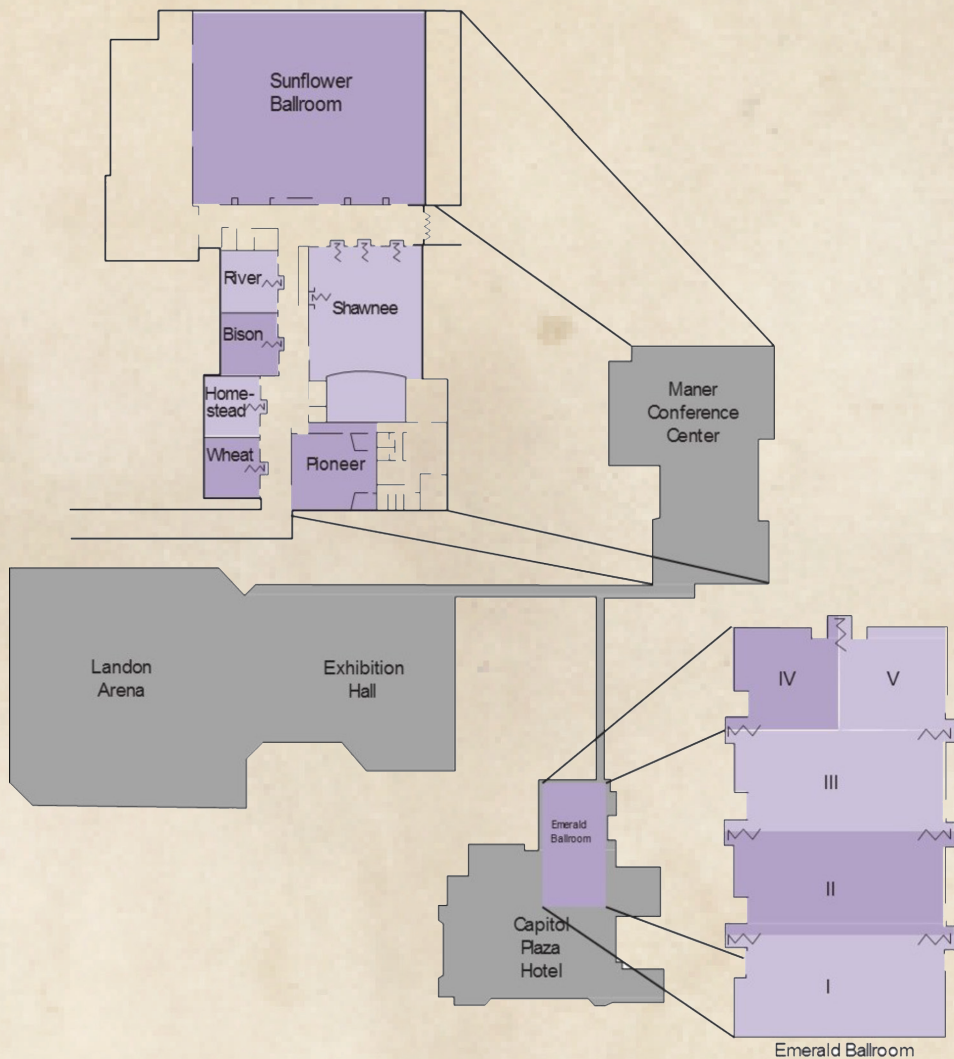 Sunflower
Ballroom
River
Shawnee
Bison
Home-
stead
Wheat
Pioneer
Maner
Conference
Center
Landon
Arena
Exhibition
Hall
IV
V
III
II
I
Emerald
Ballroom
Capitol
Plaza
Hotel
Emerald Ballroom